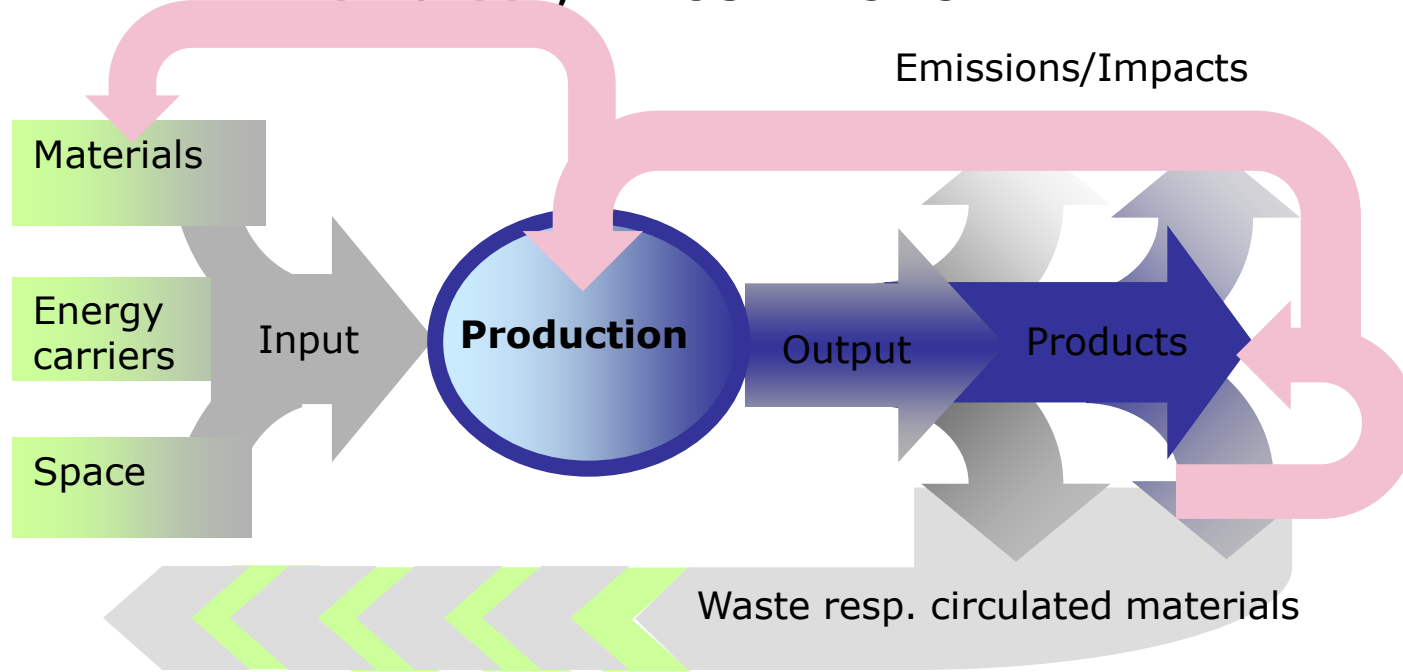 Emissions/Impacts
Materials
Energy
carriers
Space
Input
Production
Output
Products
Waste resp. circulated materials